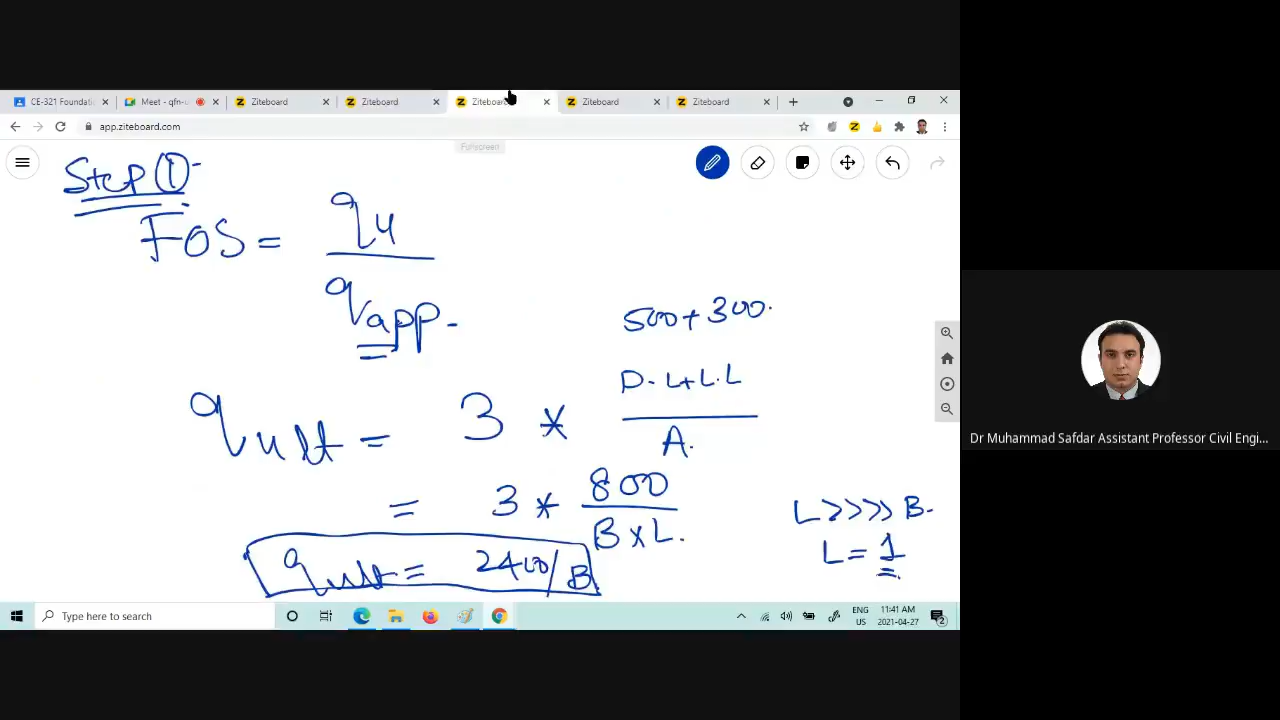 CE-321 Foundatio
Meet - qfn-u
Ziteboard
Ziteboard
Ziteboard
Ziteboard
Ziteboard
app.ziteboard.com
Fullscreen
Step (1)
FOS = qu
qapp.
500+300.
qult = 3 * D.L+L.L
A.
= 3 * 800
B x L.
L >>>> B.
L = 1
qult = 2400/B
Dr Muhammad Safdar Assistant Professor Civil Engi...
Type here to search
ENG
US
11:41 AM
2021-04-27
2